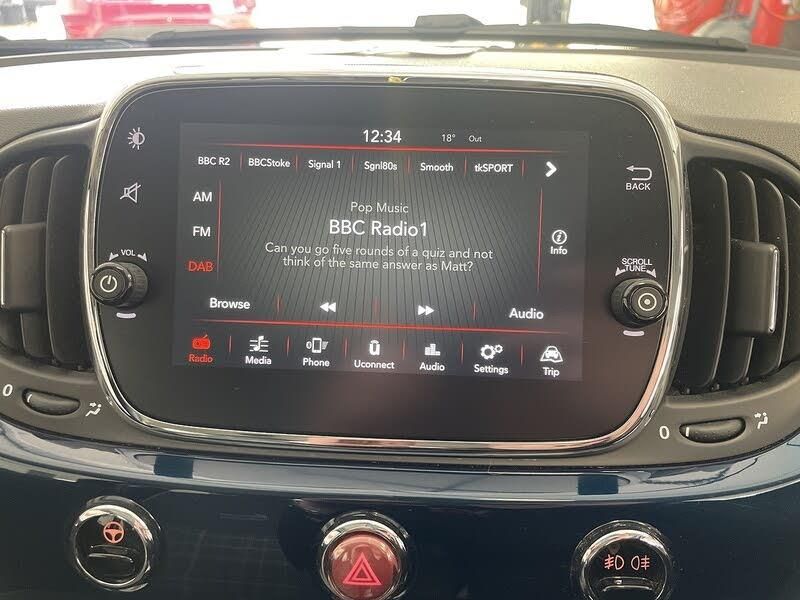 12:34 18° Out
BBC R2 BBCStoke Signal 1 Sgnl80s Smooth tkSPORT
BACK
AM
Pop Music
BBC Radio1
FM
Info
Can you go five rounds of a quiz and not
think of the same answer as Matt?
VOL
DAB
SCROLL
TUNE
Browse Audio
Radio Media Phone Uconnect Audio Settings Trip
0
0